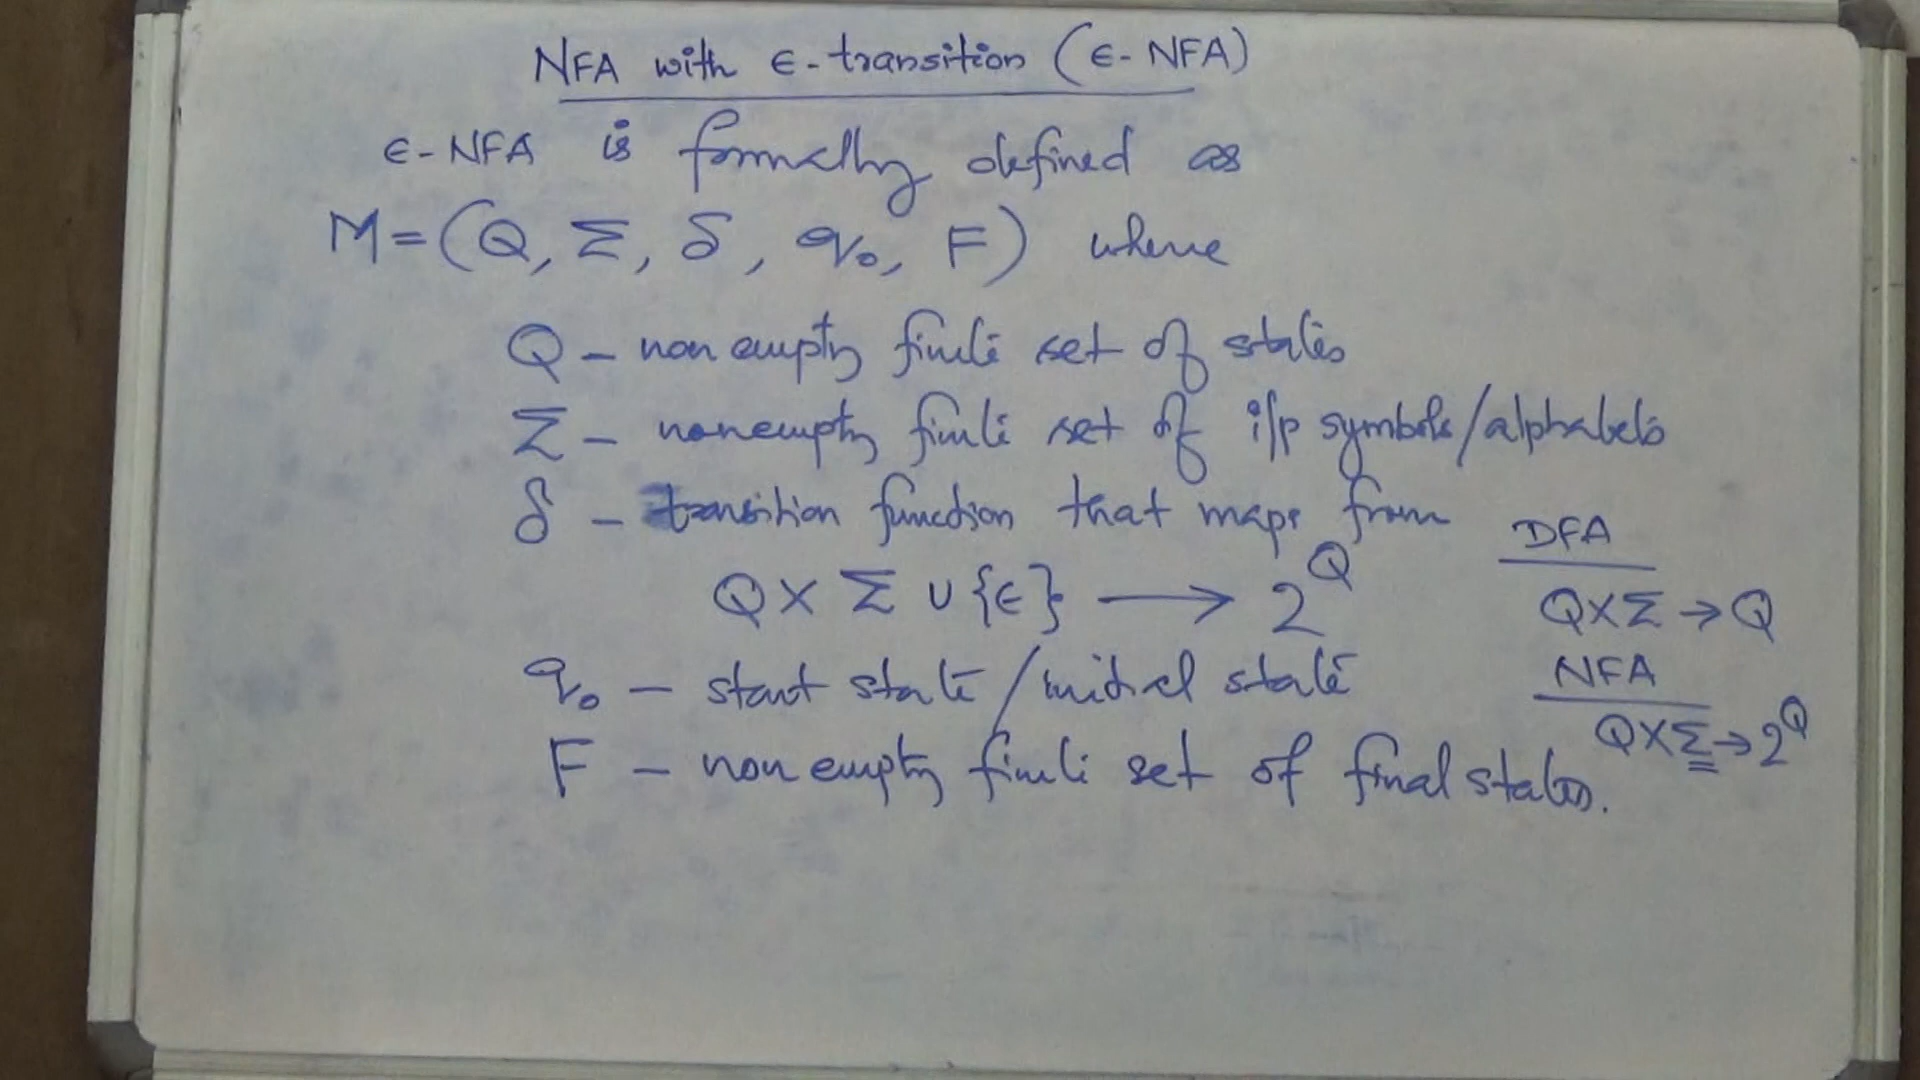 NFA with ϵ-transition (ϵ-NFA)
ϵ-NFA is formally defined as
M=(Q, Σ, δ, q₀, F) where
Q – non empty finite set of states
Σ – nonempty finite set of i/p symbols/alphabets
δ – transition function that maps from
Q X Σ ∪ {ϵ} ⟶ 2^Q
q₀ – start state/initial state
F – non empty finite set of final states.
DFA
QXΣ → Q
NFA
QXΣ → 2^Q